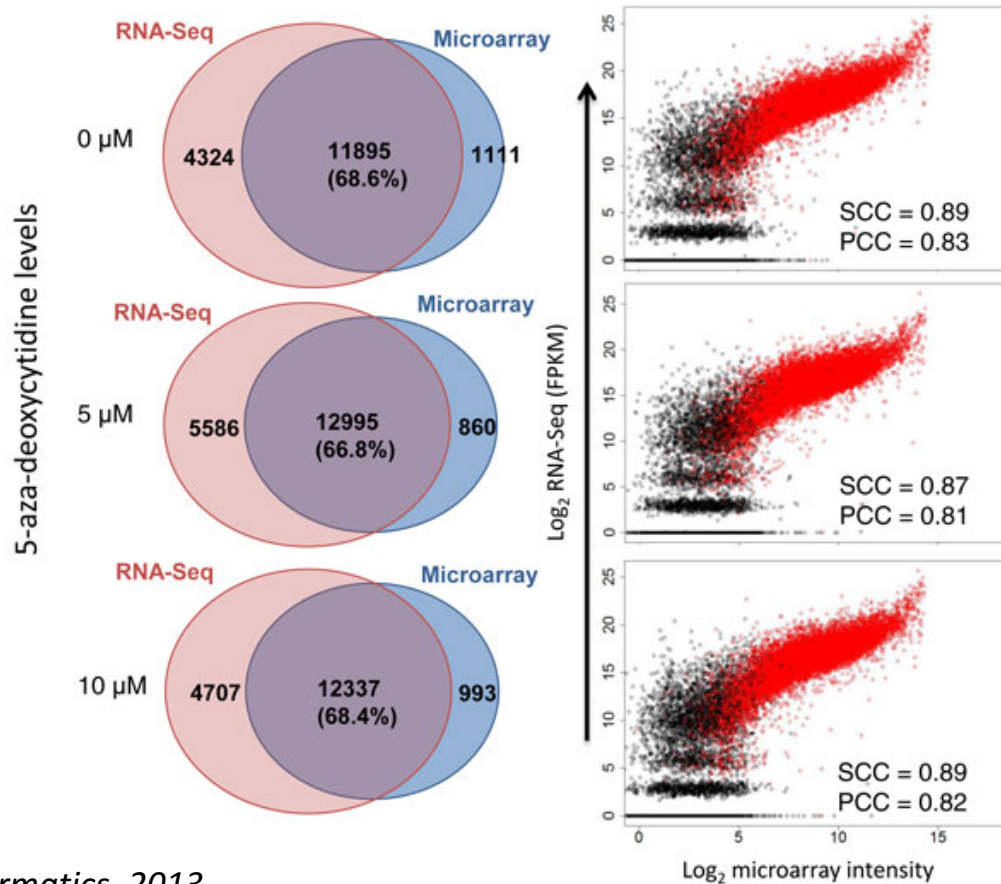 RNA-Seq
Microarray
0 µM
4324
11895
(68.6%)
1111
RNA-Seq
Microarray
5 µM
5586
12995
(66.8%)
860
RNA-Seq
Microarray
10 µM
4707
12337
(68.4%)
993
5-aza-deoxycytidine levels
Log₂ RNA-Seq (FPKM)
25
20
15
10
5
0
SCC = 0.89
PCC = 0.83
25
20
15
10
5
0
SCC = 0.87
PCC = 0.81
25
20
15
10
5
0
SCC = 0.89
PCC = 0.82
0
5
10
15
Log₂ microarray intensity
rmatics, 2013